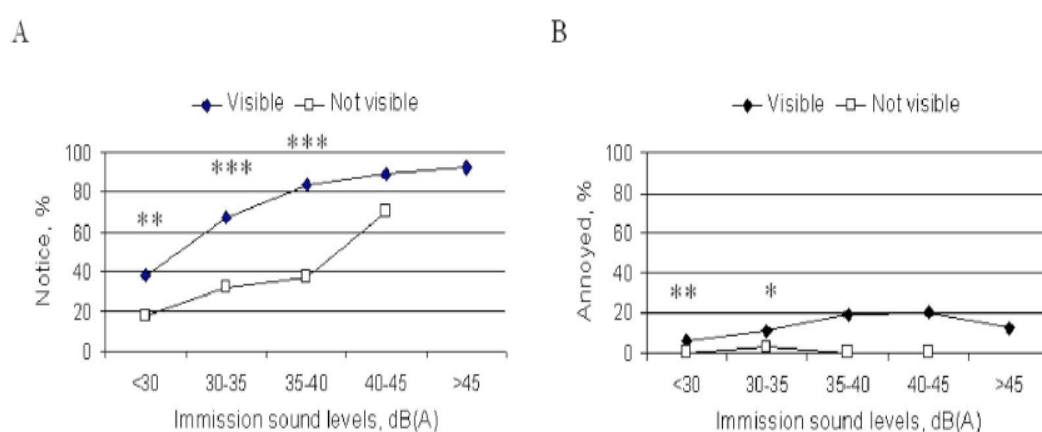 A
B
Visible Not visible
Visible Not visible
***
***
**
100
80
60
40
20
0
Notice, %
<30 30-35 35-40 40-45 >45
Immission sound levels, dB(A)
100
80
60
40
20
0
** *
Annoyed, %
<30 30-35 35-40 40-45 >45
Immission sound levels, dB(A)